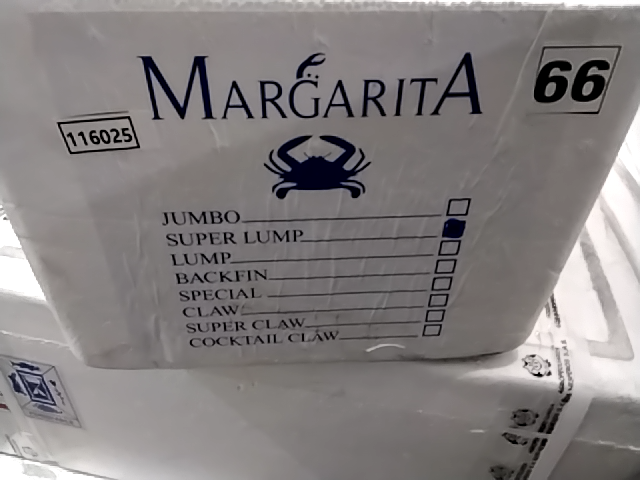 MARGARITA
66
116025
JUMBO
SUPER LUMP
LUMP
BACKFIN
SPECIAL
CLAW
SUPER CLAW
COCKTAIL CLAW